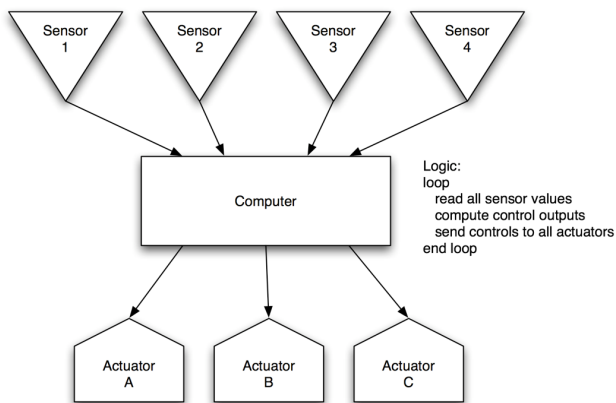 Sensor
1
Sensor
2
Sensor
3
Sensor
4
Computer
Logic:
loop
read all sensor values
compute control outputs
send controls to all actuators
end loop
Actuator
A
Actuator
B
Actuator
C